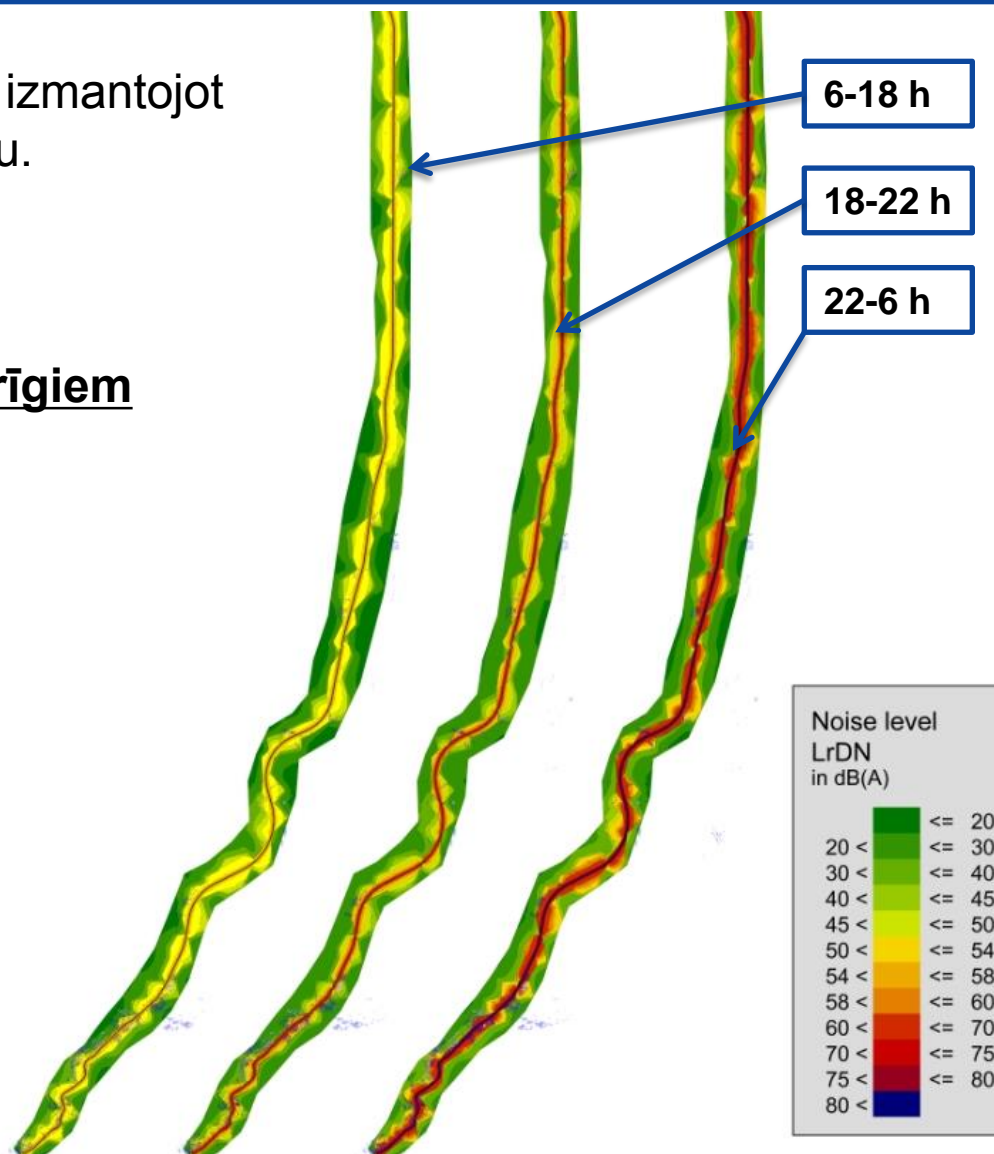 izmantojot
u.
rīgiem
6-18 h
18-22 h
22-6 h
Noise level
LrDN
in dB(A)
<= 20
20 < <= 30
30 < <= 40
40 < <= 45
45 < <= 50
50 < <= 54
54 < <= 58
58 < <= 60
60 < <= 70
70 < <= 75
75 < <= 80
80 <